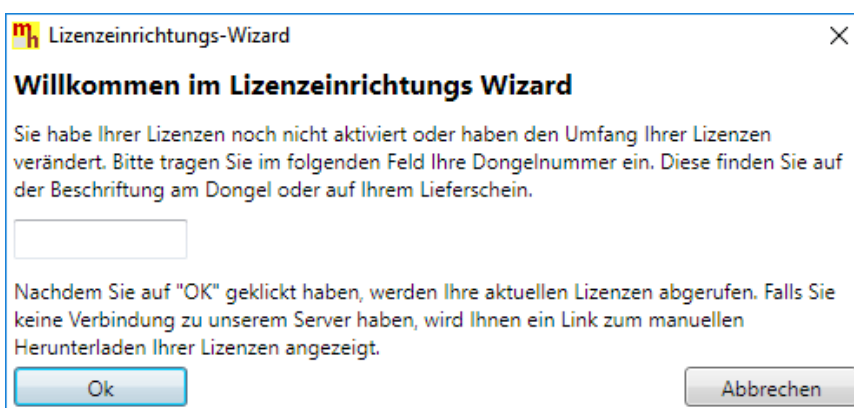 mh Lizenzeinrichtungs-Wizard
Willkommen im Lizenzeinrichtungs Wizard
Sie habe Ihrer Lizenzen noch nicht aktiviert oder haben den Umfang Ihrer Lizenzen
verändert. Bitte tragen Sie im folgenden Feld Ihre Dongelnummer ein. Diese finden Sie auf
der Beschriftung am Dongel oder auf Ihrem Lieferschein.
Nachdem Sie auf "OK" geklickt haben, werden Ihre aktuellen Lizenzen abgerufen. Falls Sie
keine Verbindung zu unserem Server haben, wird Ihnen ein Link zum manuellen
Herunterladen Ihrer Lizenzen angezeigt.
Ok Abbrechen